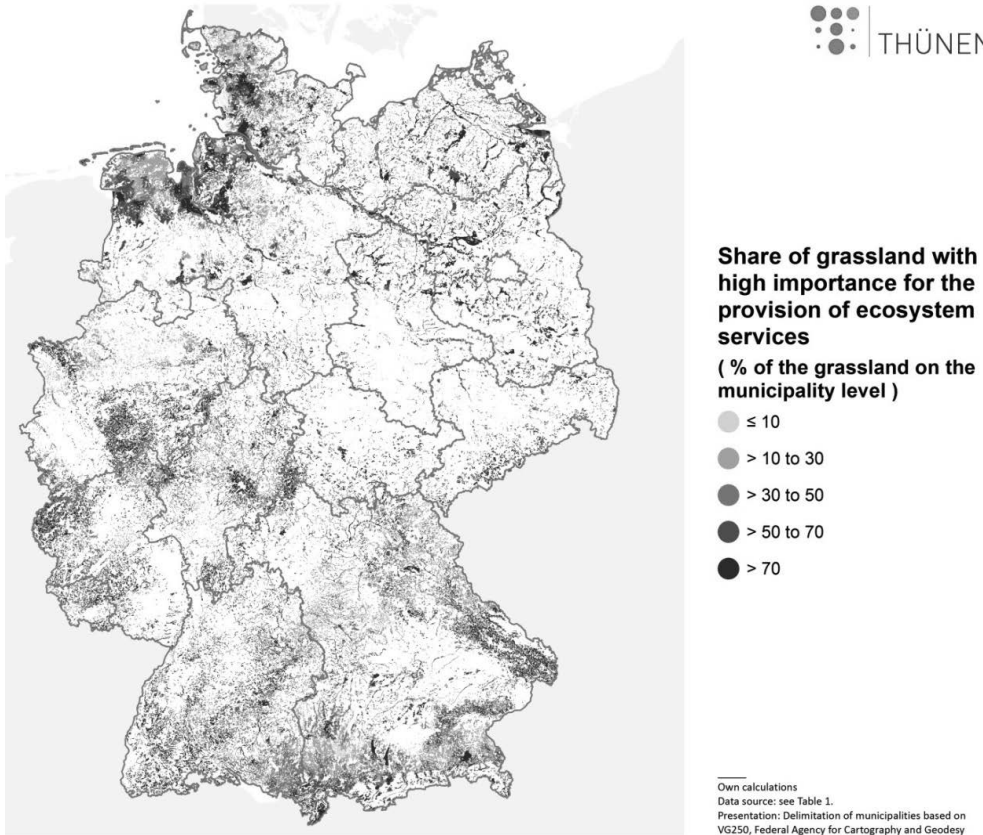 THÜNEN
Share of grassland with
high importance for the
provision of ecosystem
services
( % of the grassland on the
municipality level )
≤ 10
> 10 to 30
> 30 to 50
> 50 to 70
> 70
Own calculations
Data source: see Table 1.
Presentation: Delimitation of municipalities based on
VG250, Federal Agency for Cartography and Geodesy